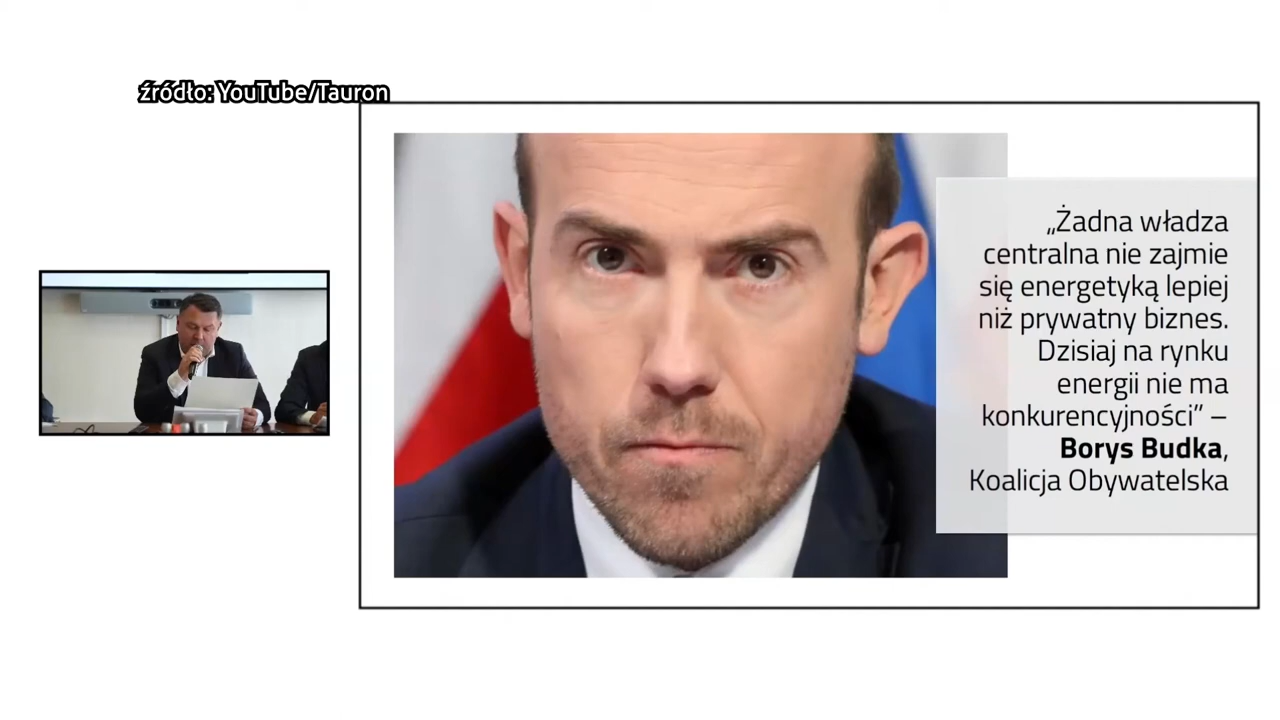 źródło: YouTube/Tauron
„Żadna władza
centralna nie zajmie
się energetyką lepiej
niż prywatny biznes.
Dzisiaj na rynku
energii nie ma
konkurencyjności” –
Borys Budka,
Koalicja Obywatelska